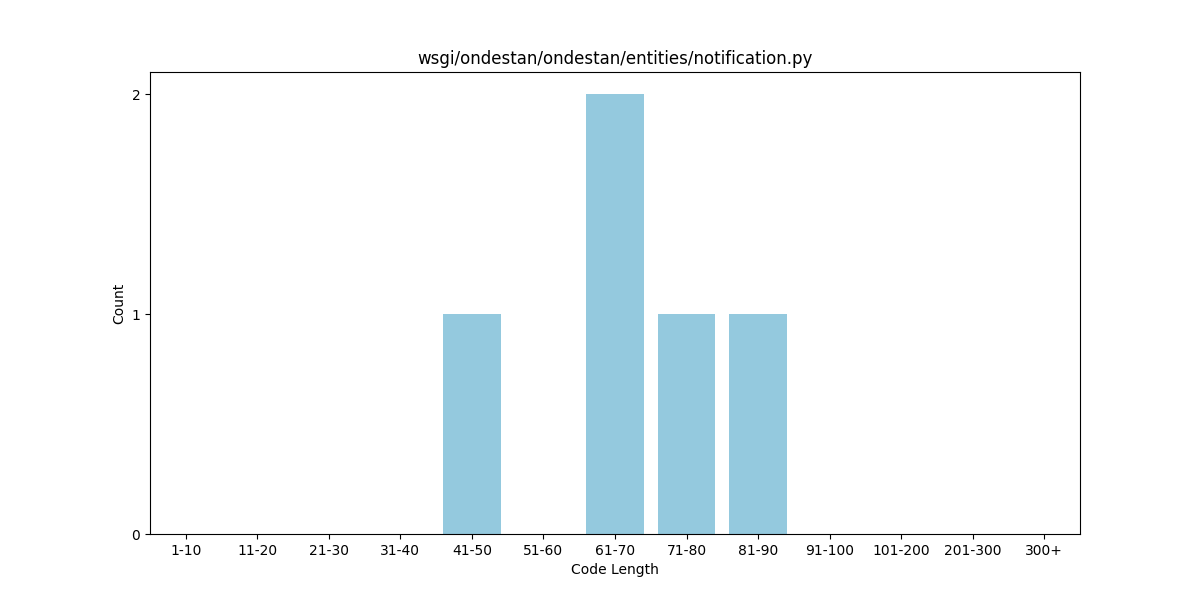 wsgi/ondestan/ondestan/entities/notification.py
2
1
0
Count
1-10 11-20 21-30 31-40 41-50 51-60 61-70 71-80 81-90 91-100 101-200 201-300 300+
Code Length